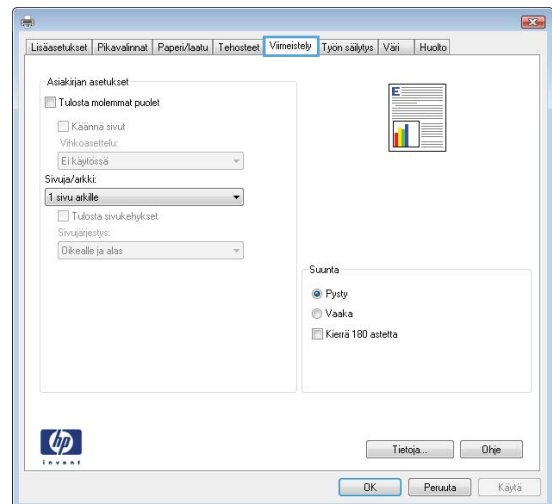 Lisäasetukset Pikavalinnat Paperi/laatu Tehosteet Viimeistely Työn säilytys Väri Huolto
Asiakirjan asetukset
Tulosta molemmat puolet
Käännä sivut
Vihkoasettelu:
Ei käytössä
Sivuja/arkki:
1 sivu arkille
Tulosta sivukehykset
Sivujärjestys:
Oikealle ja alas
E
Suunta
Pysty
Vaaka
Kierrä 180 astetta
hp
invent
Tietoja... Ohje
OK Peruuta Käytä